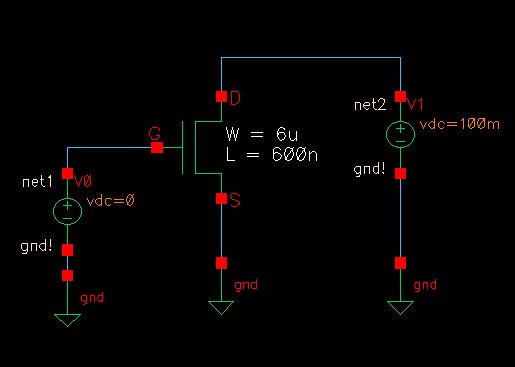 D
net2
V1
G
W = 6u
vdc=100m
L = 600n
gnd!
net1
V0
vdc=0
S
gnd!
gnd
gnd
gnd